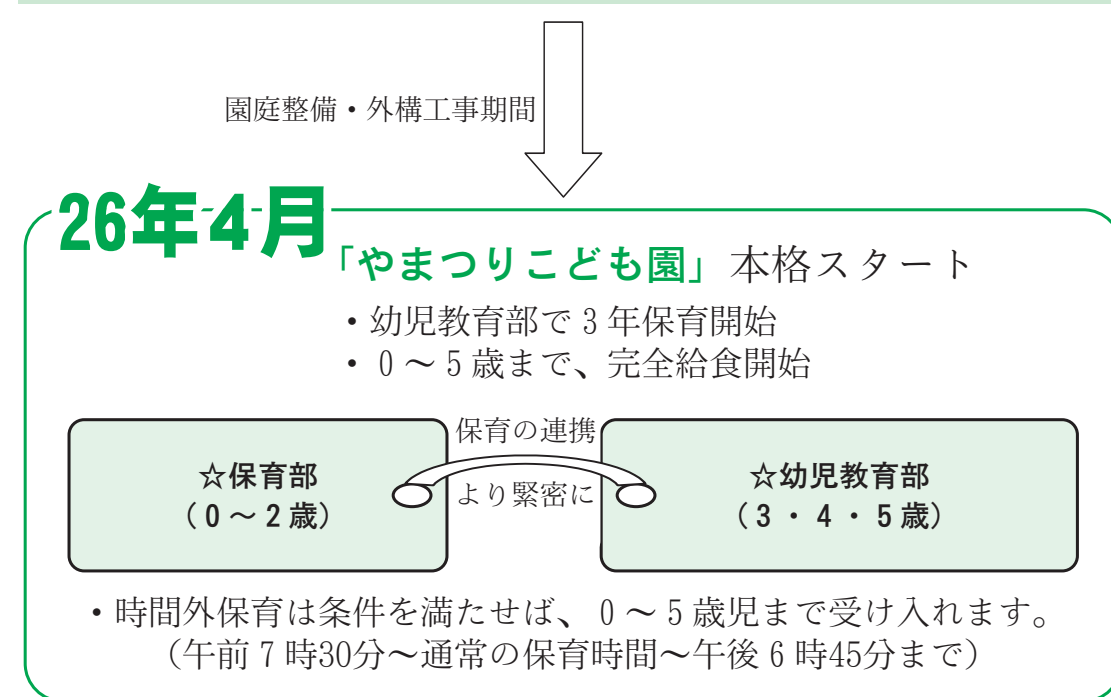 園庭整備・外構工事期間
26年4月
「やまつりこども園」本格スタート
・幼児教育部で3年保育開始
・0～5歳まで、完全給食開始
保育の連携
より緊密に
☆保育部
（0～2歳）
☆幼児教育部
（3・4・5歳）
・時間外保育は条件を満たせば、0～5歳児まで受け入れます。
（午前7時30分～通常の保育時間～午後6時45分まで）